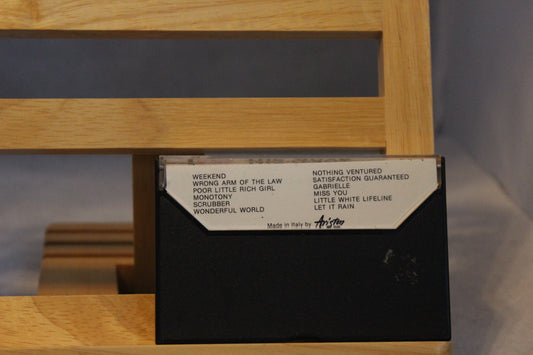 WEEKEND
WRONG ARM OF THE LAW
POOR LITTLE RICH GIRL
MONOTONY
SCRUBBER
WONDERFUL WORLD
NOTHING VENTURED
SATISFACTION GUARANTEED
GABRIELLE
MISS YOU
LITTLE WHITE LIFELINE
LET IT RAIN
Made in Italy by Ariston